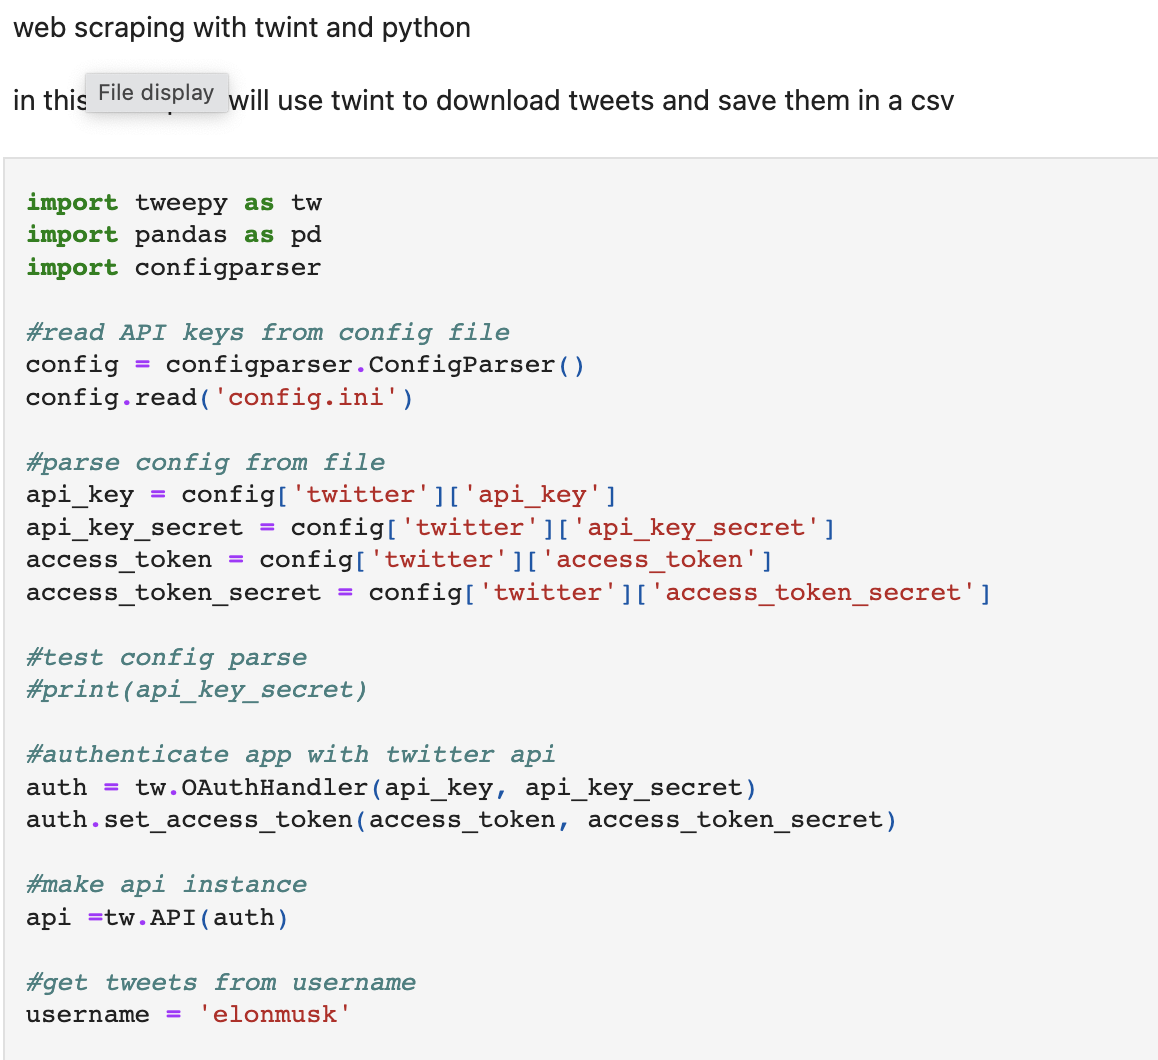 web scraping with twint and python
in this will use twint to download tweets and save them in a csv
File display
import tweepy as tw
import pandas as pd
import configparser
#read API keys from config file
config = configparser.ConfigParser()
config.read('config.ini')
#parse config from file
api_key = config['twitter']['api_key']
api_key_secret = config['twitter']['api_key_secret']
access_token = config['twitter']['access_token']
access_token_secret = config['twitter']['access_token_secret']
#test config parse
#print(api_key_secret)
#authenticate app with twitter api
auth = tw.OAuthHandler(api_key, api_key_secret)
auth.set_access_token(access_token, access_token_secret)
#make api instance
api =tw.API(auth)
#get tweets from username
username = 'elonmusk'